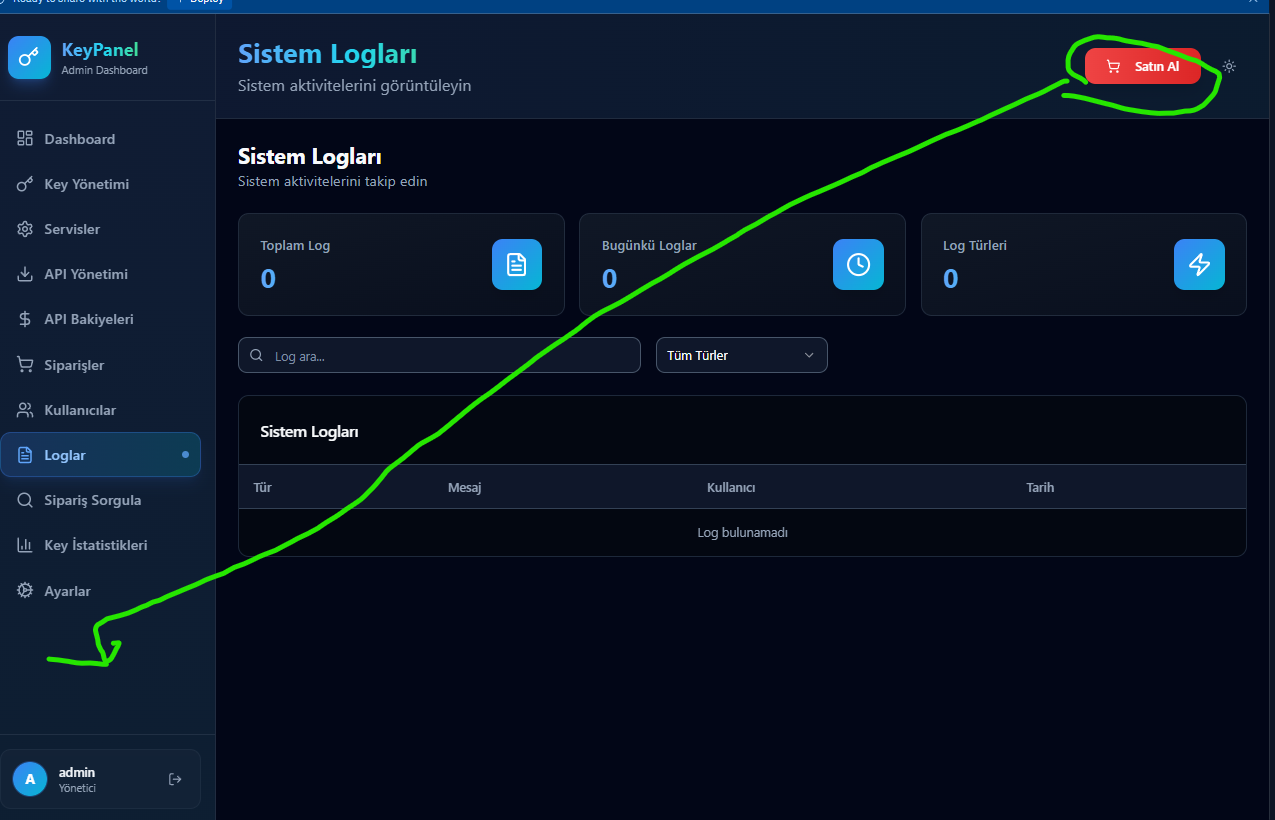 Ready to share with the world?
Deploy
KeyPanel
Admin Dashboard
Sistem Logları
Sistem aktivitelerini görüntüleyin
Satın Al
Dashboard
Key Yönetimi
Servisler
API Yönetimi
API Bakiyeleri
Siparişler
Kullanıcılar
Loglar
Sipariş Sorgula
Key İstatistikleri
Ayarlar
admin
Yönetici
A
Sistem Logları
Sistem aktivitelerini takip edin
Toplam Log
0
Bugünkü Loglar
0
Log Türleri
0
Log ara...
Tüm Türler
Sistem Logları
Tür Mesaj Kullanıcı Tarih
Log bulunamadı